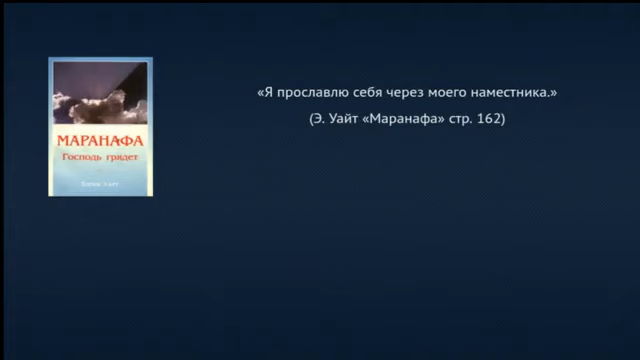 МАРАНАФА
Господь грядет
«Я прославлю себя через моего наместника.»
(Э. Уайт «Маранафа» стр. 162)